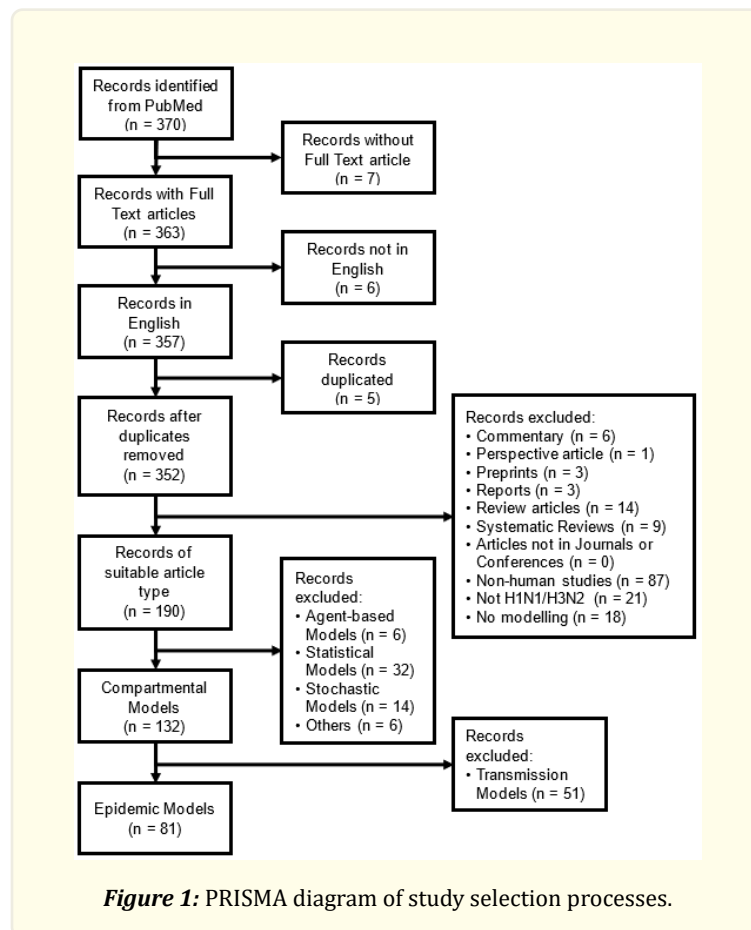 Records identified
from PubMed
(n = 370)
Records without
Full Text article
(n = 7)
Records with Full
Text articles
(n = 363)
Records not in
English
(n = 6)
Records in
English
(n = 357)
Records
duplicated
(n = 5)
Records after
duplicates
removed
(n = 352)
Records excluded:
• Commentary (n = 6)
• Perspective article (n = 1)
• Preprints (n = 3)
• Reports (n = 3)
• Review articles (n = 14)
• Systematic Reviews (n = 9)
• Articles not in Journals or
Conferences (n = 0)
• Non-human studies (n = 87)
• Not H1N1/H3N2 (n = 21)
• No modelling (n = 18)
Records of
suitable article
type
(n = 190)
Records
excluded:
• Agent-based
Models (n = 6)
• Statistical
Models (n = 32)
• Stochastic
Models (n = 14)
• Others (n = 6)
Compartmental
Models
(n = 132)
Records
excluded:
• Transmission
Models (n = 51)
Epidemic Models
(n = 81)
Figure 1: PRISMA diagram of study selection processes.